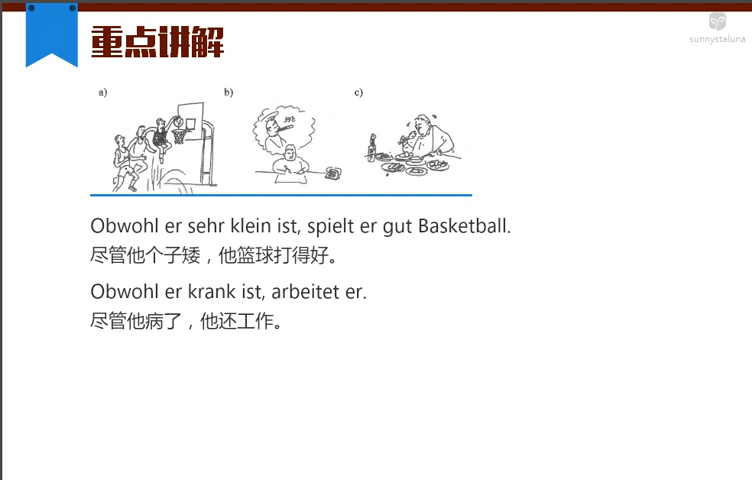 重点讲解
sunnystaluna
a) b) c)
Obwohl er sehr klein ist, spielt er gut Basketball.
尽管他个子矮，他篮球打得好。
Obwohl er krank ist, arbeitet er.
尽管他病了，他还工作。